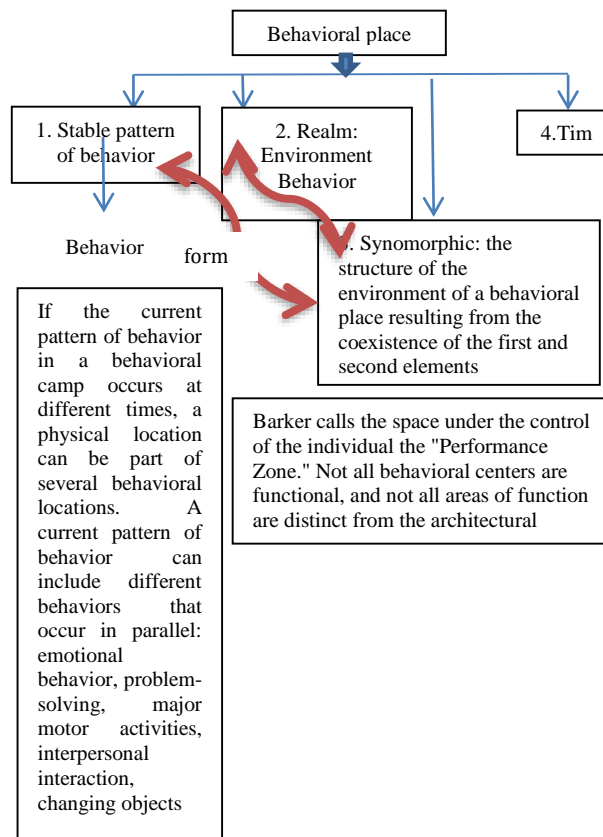 Behavioral place
1. Stable pattern
of behavior
2. Realm:
Environment
Behavior
4.Tim
Behavior
form
3. Synomorphic: the
structure of the
environment of a behavioral
place resulting from the
coexistence of the first and
second elements
If the current
pattern of behavior
in a behavioral
camp occurs at
different times, a
physical location
can be part of
several behavioral
locations. A
current pattern of
behavior can
include different
behaviors that
occur in parallel:
emotional
behavior, problem-
solving, major
motor activities,
interpersonal
interaction,
changing objects
Barker calls the space under the control
of the individual the "Performance
Zone." Not all behavioral centers are
functional, and not all areas of function
are distinct from the architectural